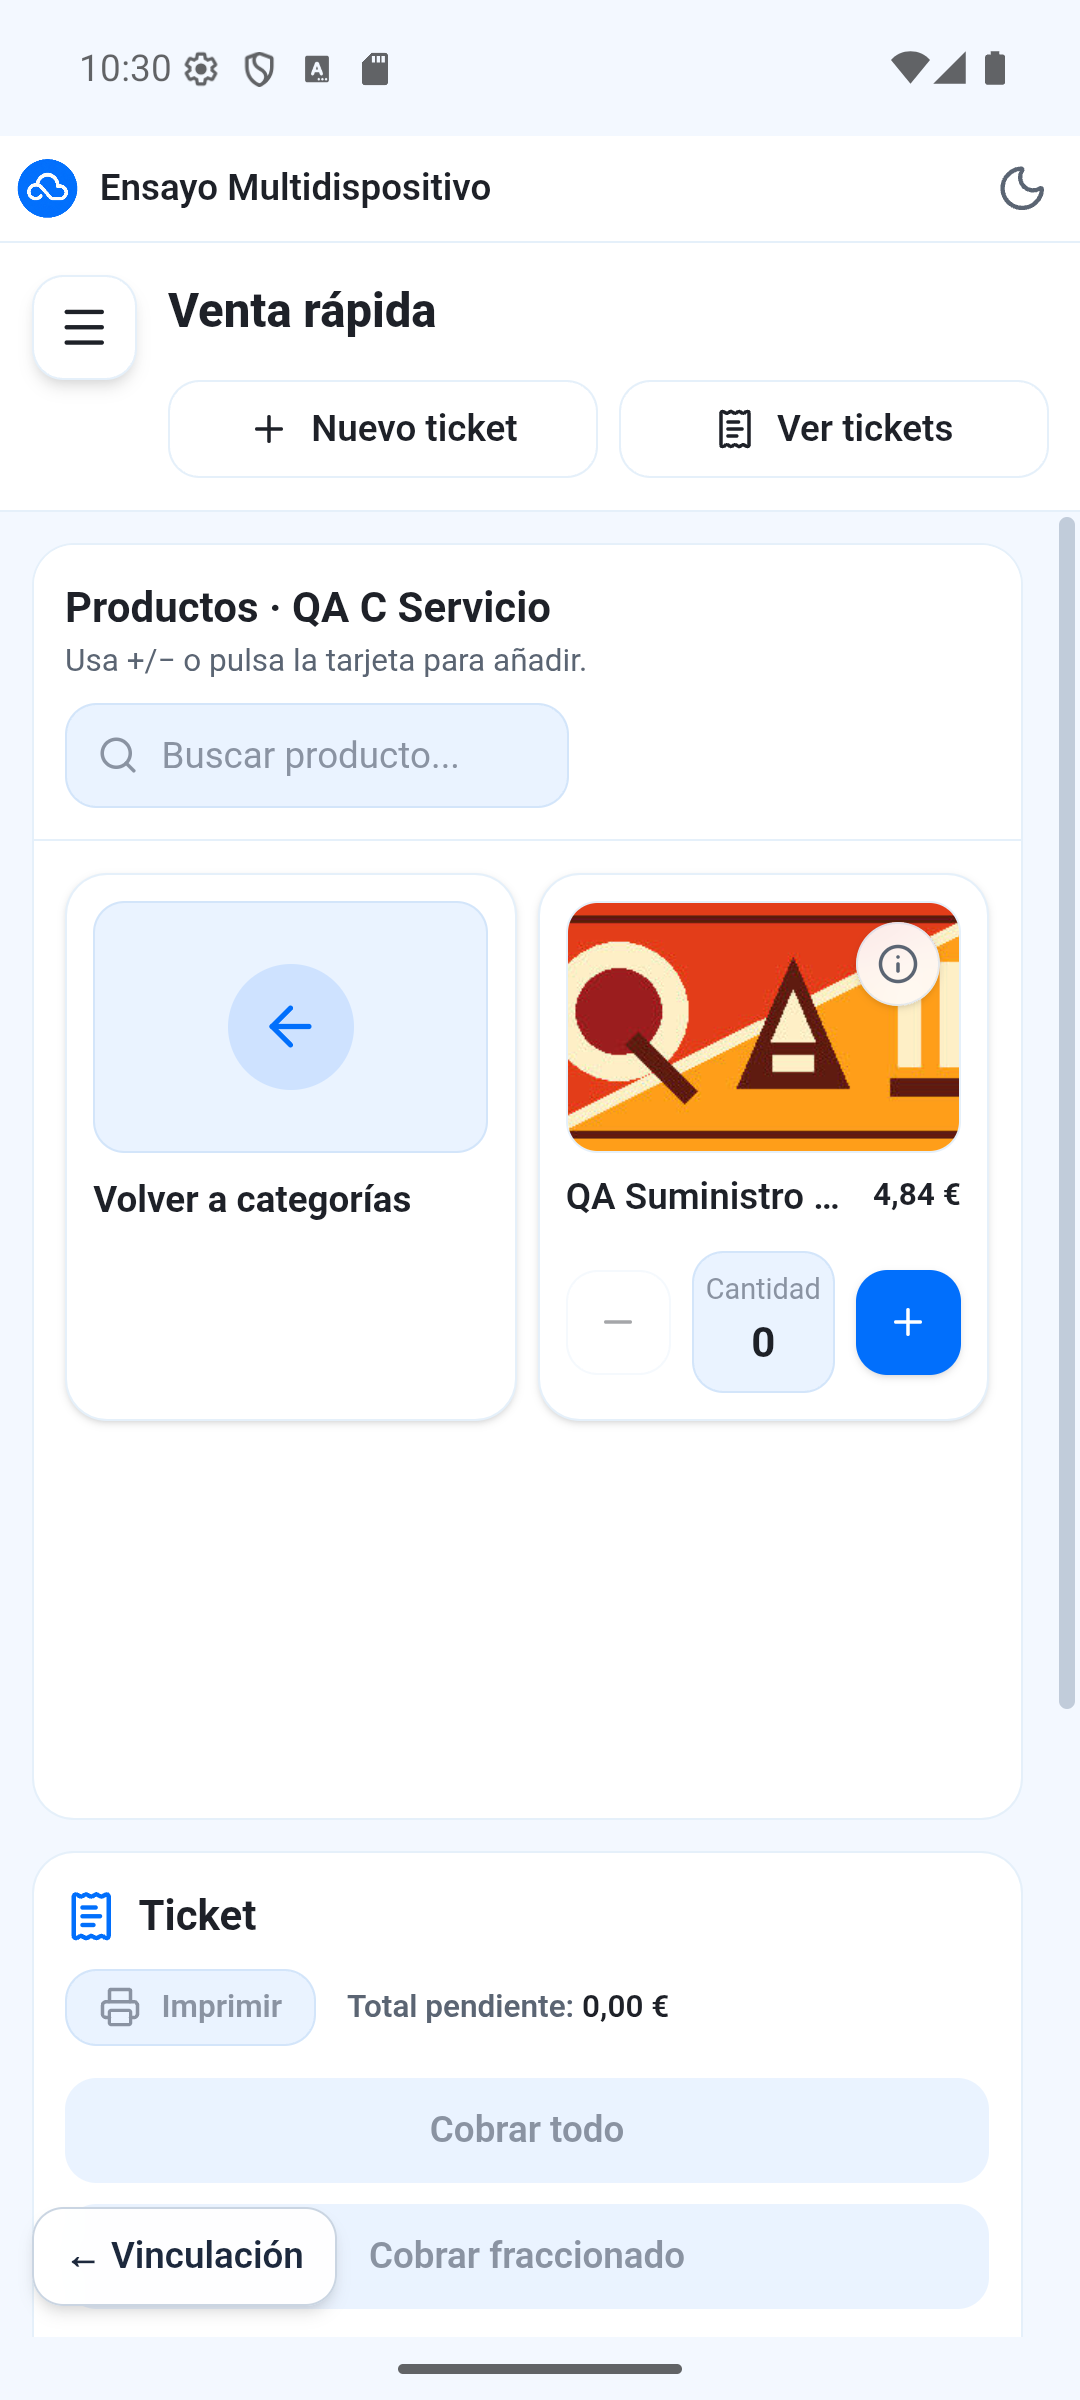 10:30
Ensayo Multidispositivo
Venta rápida
Nuevo ticket
Ver tickets
Productos · QA C Servicio
Usa +/− o pulsa la tarjeta para añadir.
Buscar producto...
QA
Volver a categorías
QA Suministro ... 4,84 €
Cantidad
0
Ticket
Imprimir
Total pendiente: 0,00 €
Cobrar todo
← Vinculación
Cobrar fraccionado